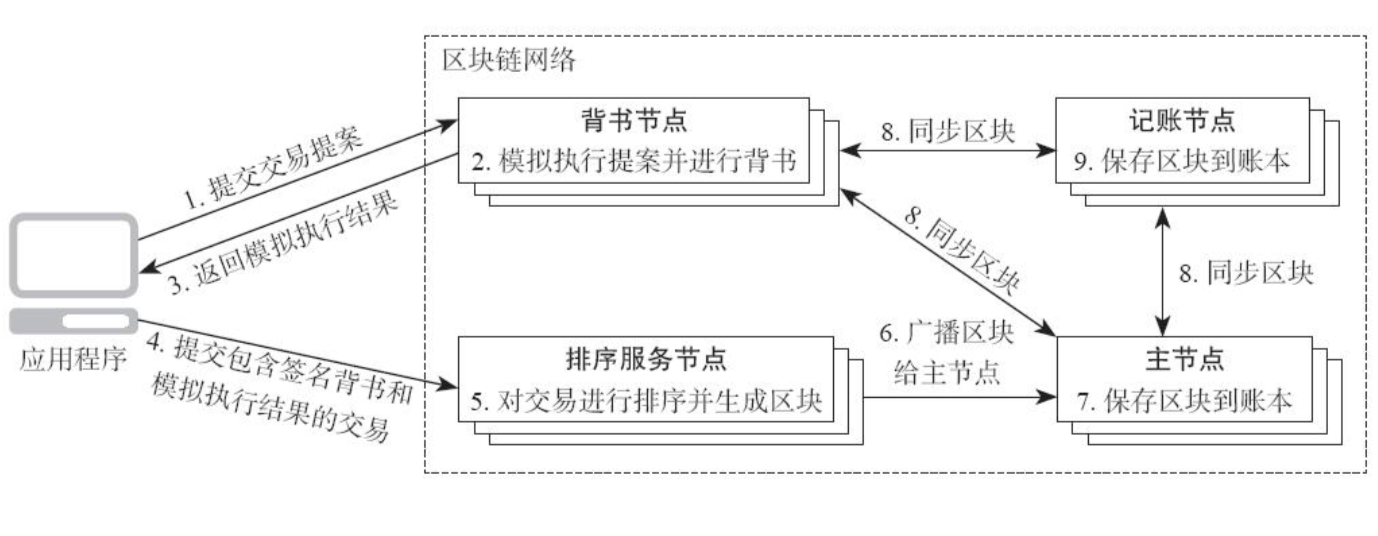 区块链网络
背书节点
2. 模拟执行提案并进行背书
8. 同步区块
记账节点
9. 保存区块到账本
1. 提交交易提案
3. 返回模拟执行结果
8. 同步区块
8. 同步区块
应用程序
4. 提交包含签名背书和
模拟执行结果的交易
排序服务节点
5. 对交易进行排序并生成区块
6. 广播区块
给主节点
主节点
7. 保存区块到账本